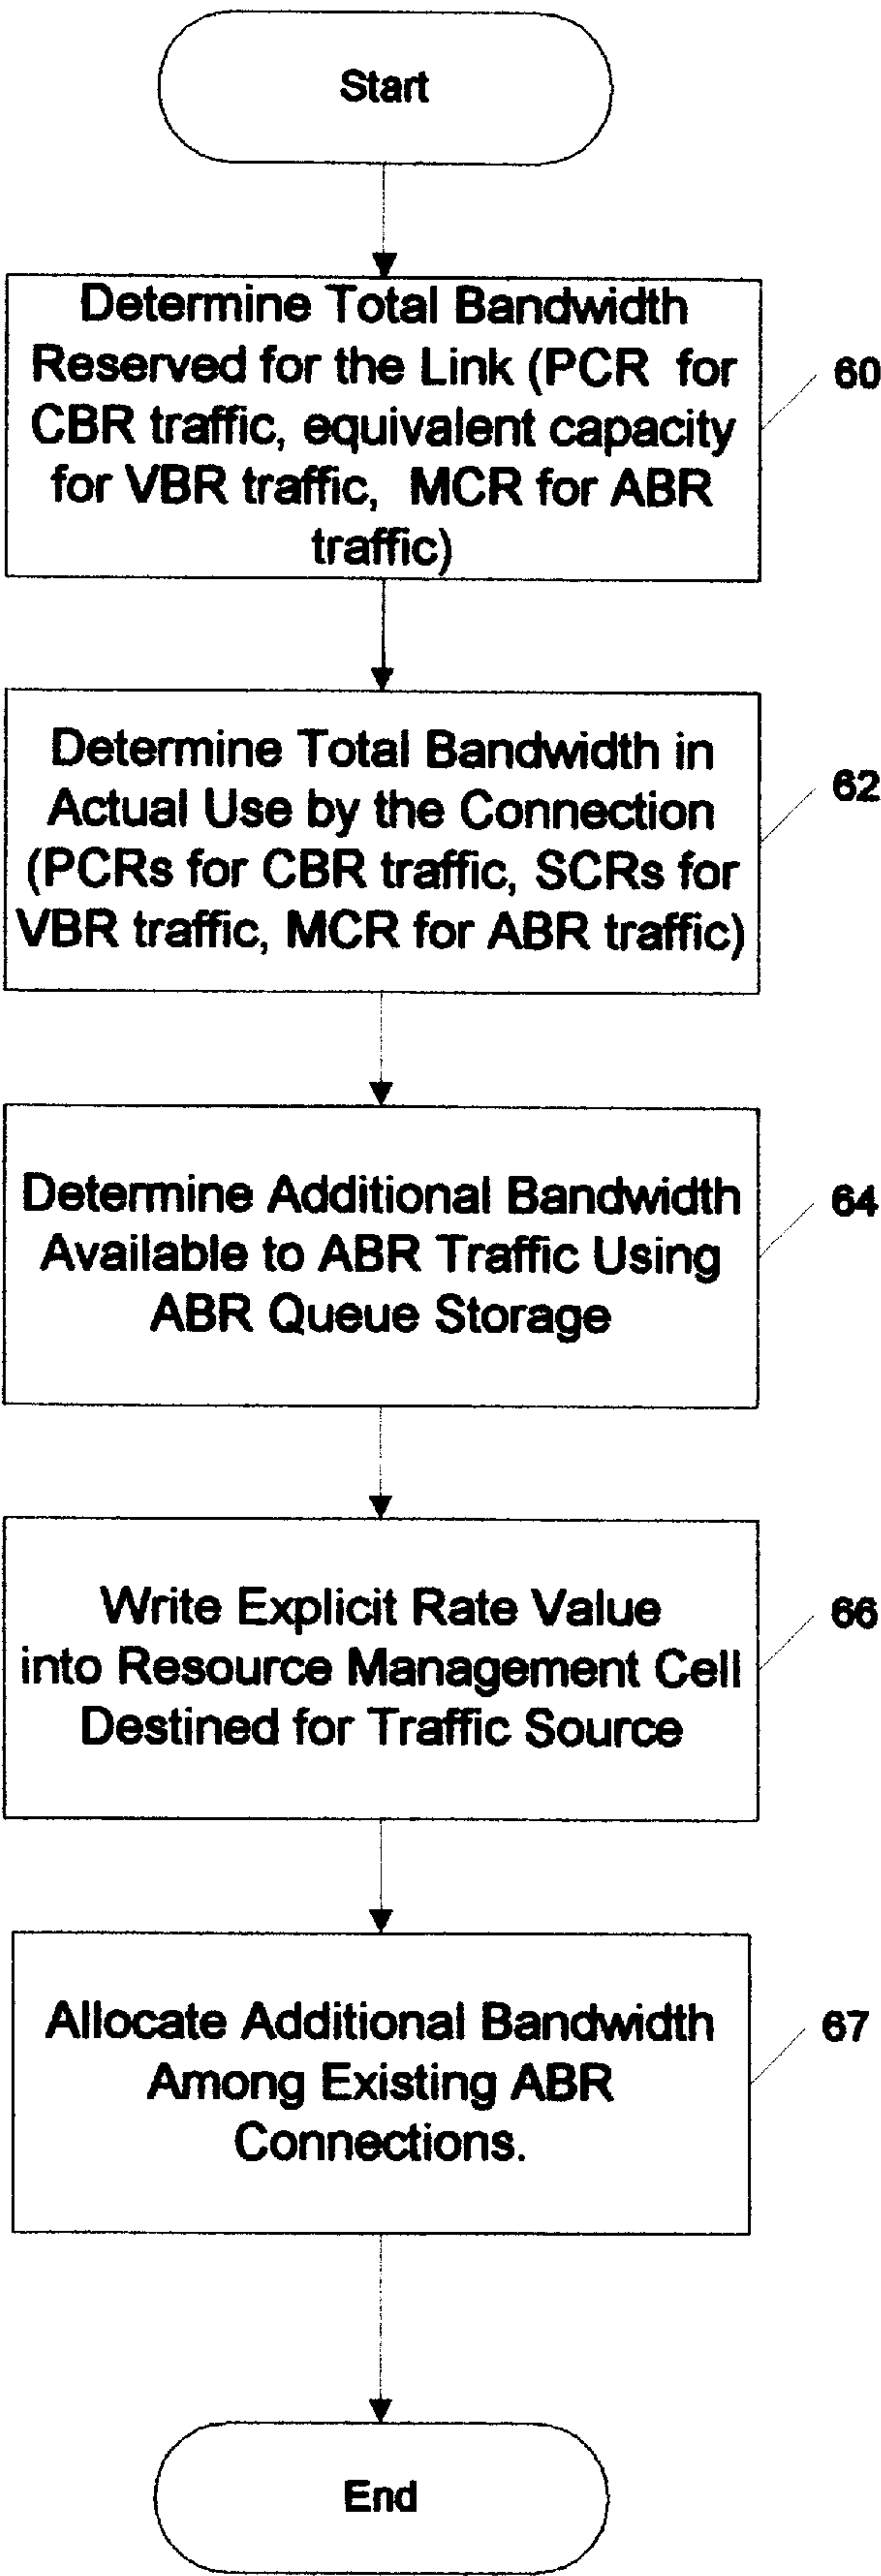 Start
Determine Total Bandwidth
Reserved for the Link (PCR for
CBR traffic, equivalent capacity
for VBR traffic, MCR for ABR
traffic)
60
Determine Total Bandwidth in
Actual Use by the Connection
(PCRs for CBR traffic, SCRs for
VBR traffic, MCR for ABR traffic)
62
Determine Additional Bandwidth
Available to ABR Traffic Using
ABR Queue Storage
64
Write Explicit Rate Value
into Resource Management Cell
Destined for Traffic Source
66
Allocate Additional Bandwidth
Among Existing ABR
Connections.
67
End